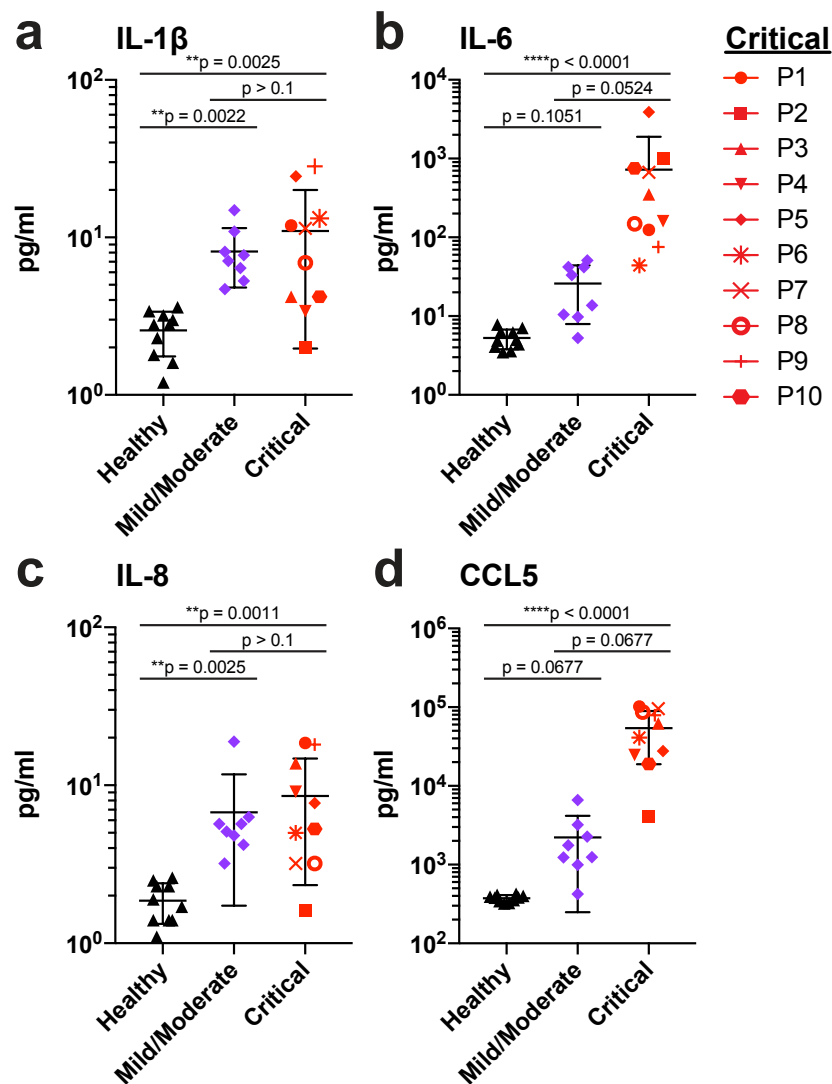 a IL-1β
**p = 0.0025
p > 0.1
**p = 0.0022
10²
10¹
10⁰
pg/ml
Healthy
Mild/Moderate
Critical
b IL-6
****p < 0.0001
p = 0.0524
p = 0.1051
10⁴
10³
10²
10¹
10⁰
pg/ml
Healthy
Mild/Moderate
Critical
Critical
P1
P2
P3
P4
P5
P6
P7
P8
P9
P10
c IL-8
**p = 0.0011
p > 0.1
**p = 0.0025
10²
10¹
10⁰
pg/ml
Healthy
Mild/Moderate
Critical
d CCL5
****p < 0.0001
p = 0.0677
p = 0.0677
10⁶
10⁵
10⁴
10³
10²
pg/ml
Healthy
Mild/Moderate
Critical